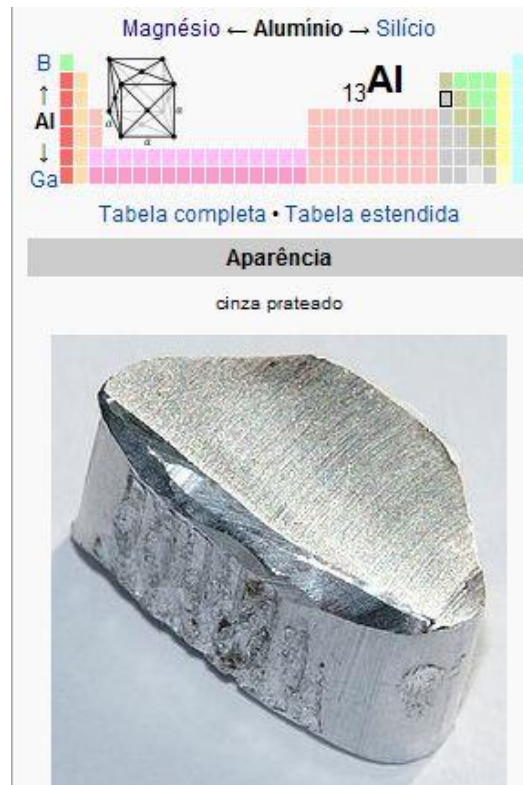 Magnésio ← Alumínio → Silício
B
↑
Al
↓
Ga
a
a
a
13Al
Tabela completa • Tabela estendida
Aparência
cinza prateado